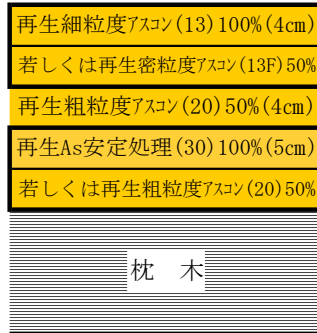 再生細粒度ｱｽｺﾝ(13)100%(4cm)
若しくは再生密粒度ｱｽｺﾝ(13F)50%
再生粗粒度ｱｽｺﾝ(20)50%(4cm)
再生As安定処理(30)100%(5cm)
若しくは再生粗粒度ｱｽｺﾝ(20)50%
枕　木